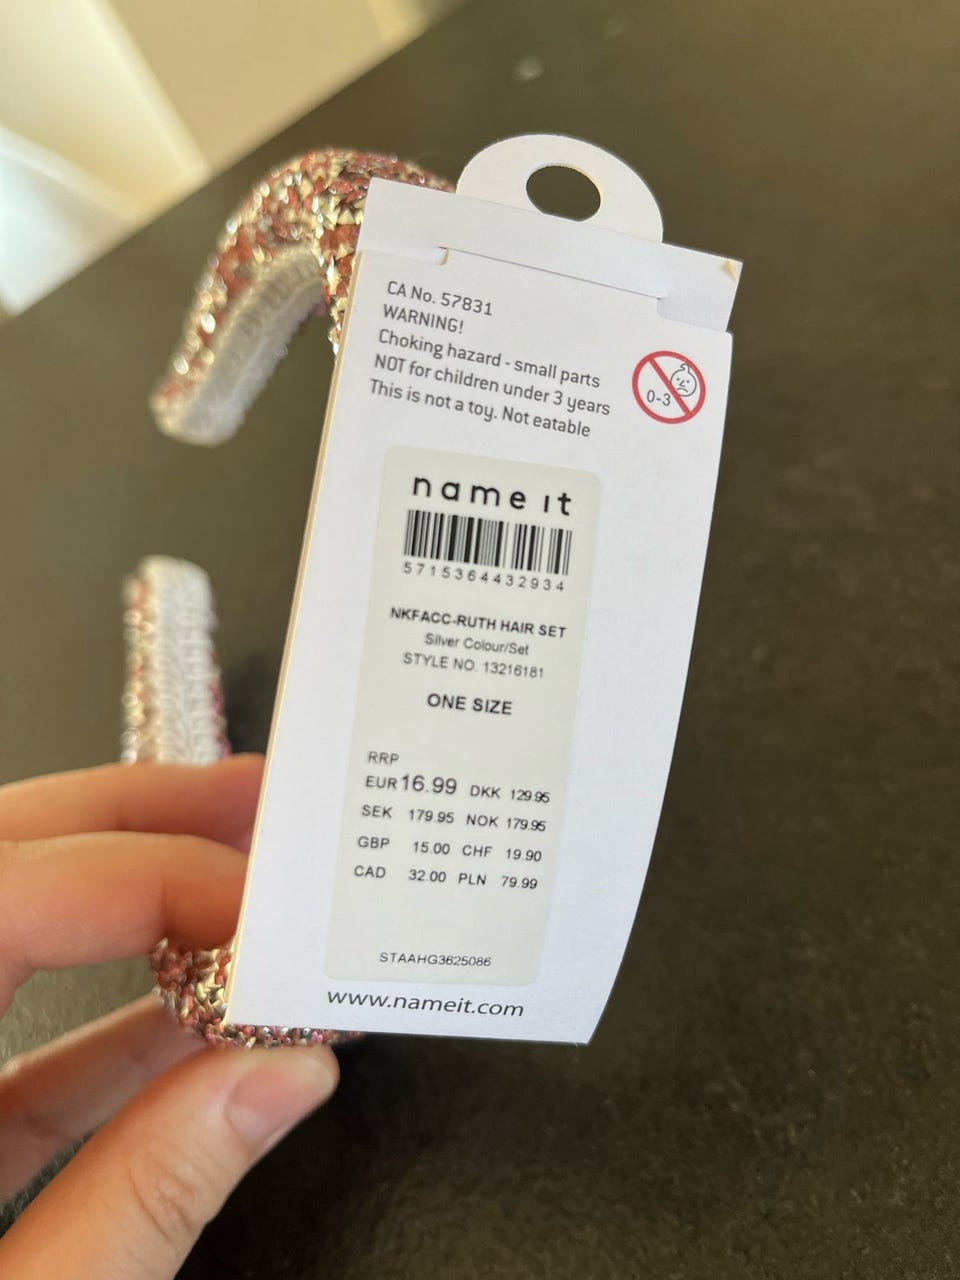 CA No. 57831
WARNING!
Choking hazard - small parts
NOT for children under 3 years
This is not a toy. Not eatable
0-3
name it
5715364432934
NKFACC-RUTH HAIR SET
Silver Colour/Set
STYLE NO. 13216181
ONE SIZE
RRP
EUR 16.99 DKK 129.95
SEK 179.95 NOK 179.95
GBP 15.00 CHF 19.90
CAD 32.00 PLN 79.99
STAAHG3625086
www.nameit.com